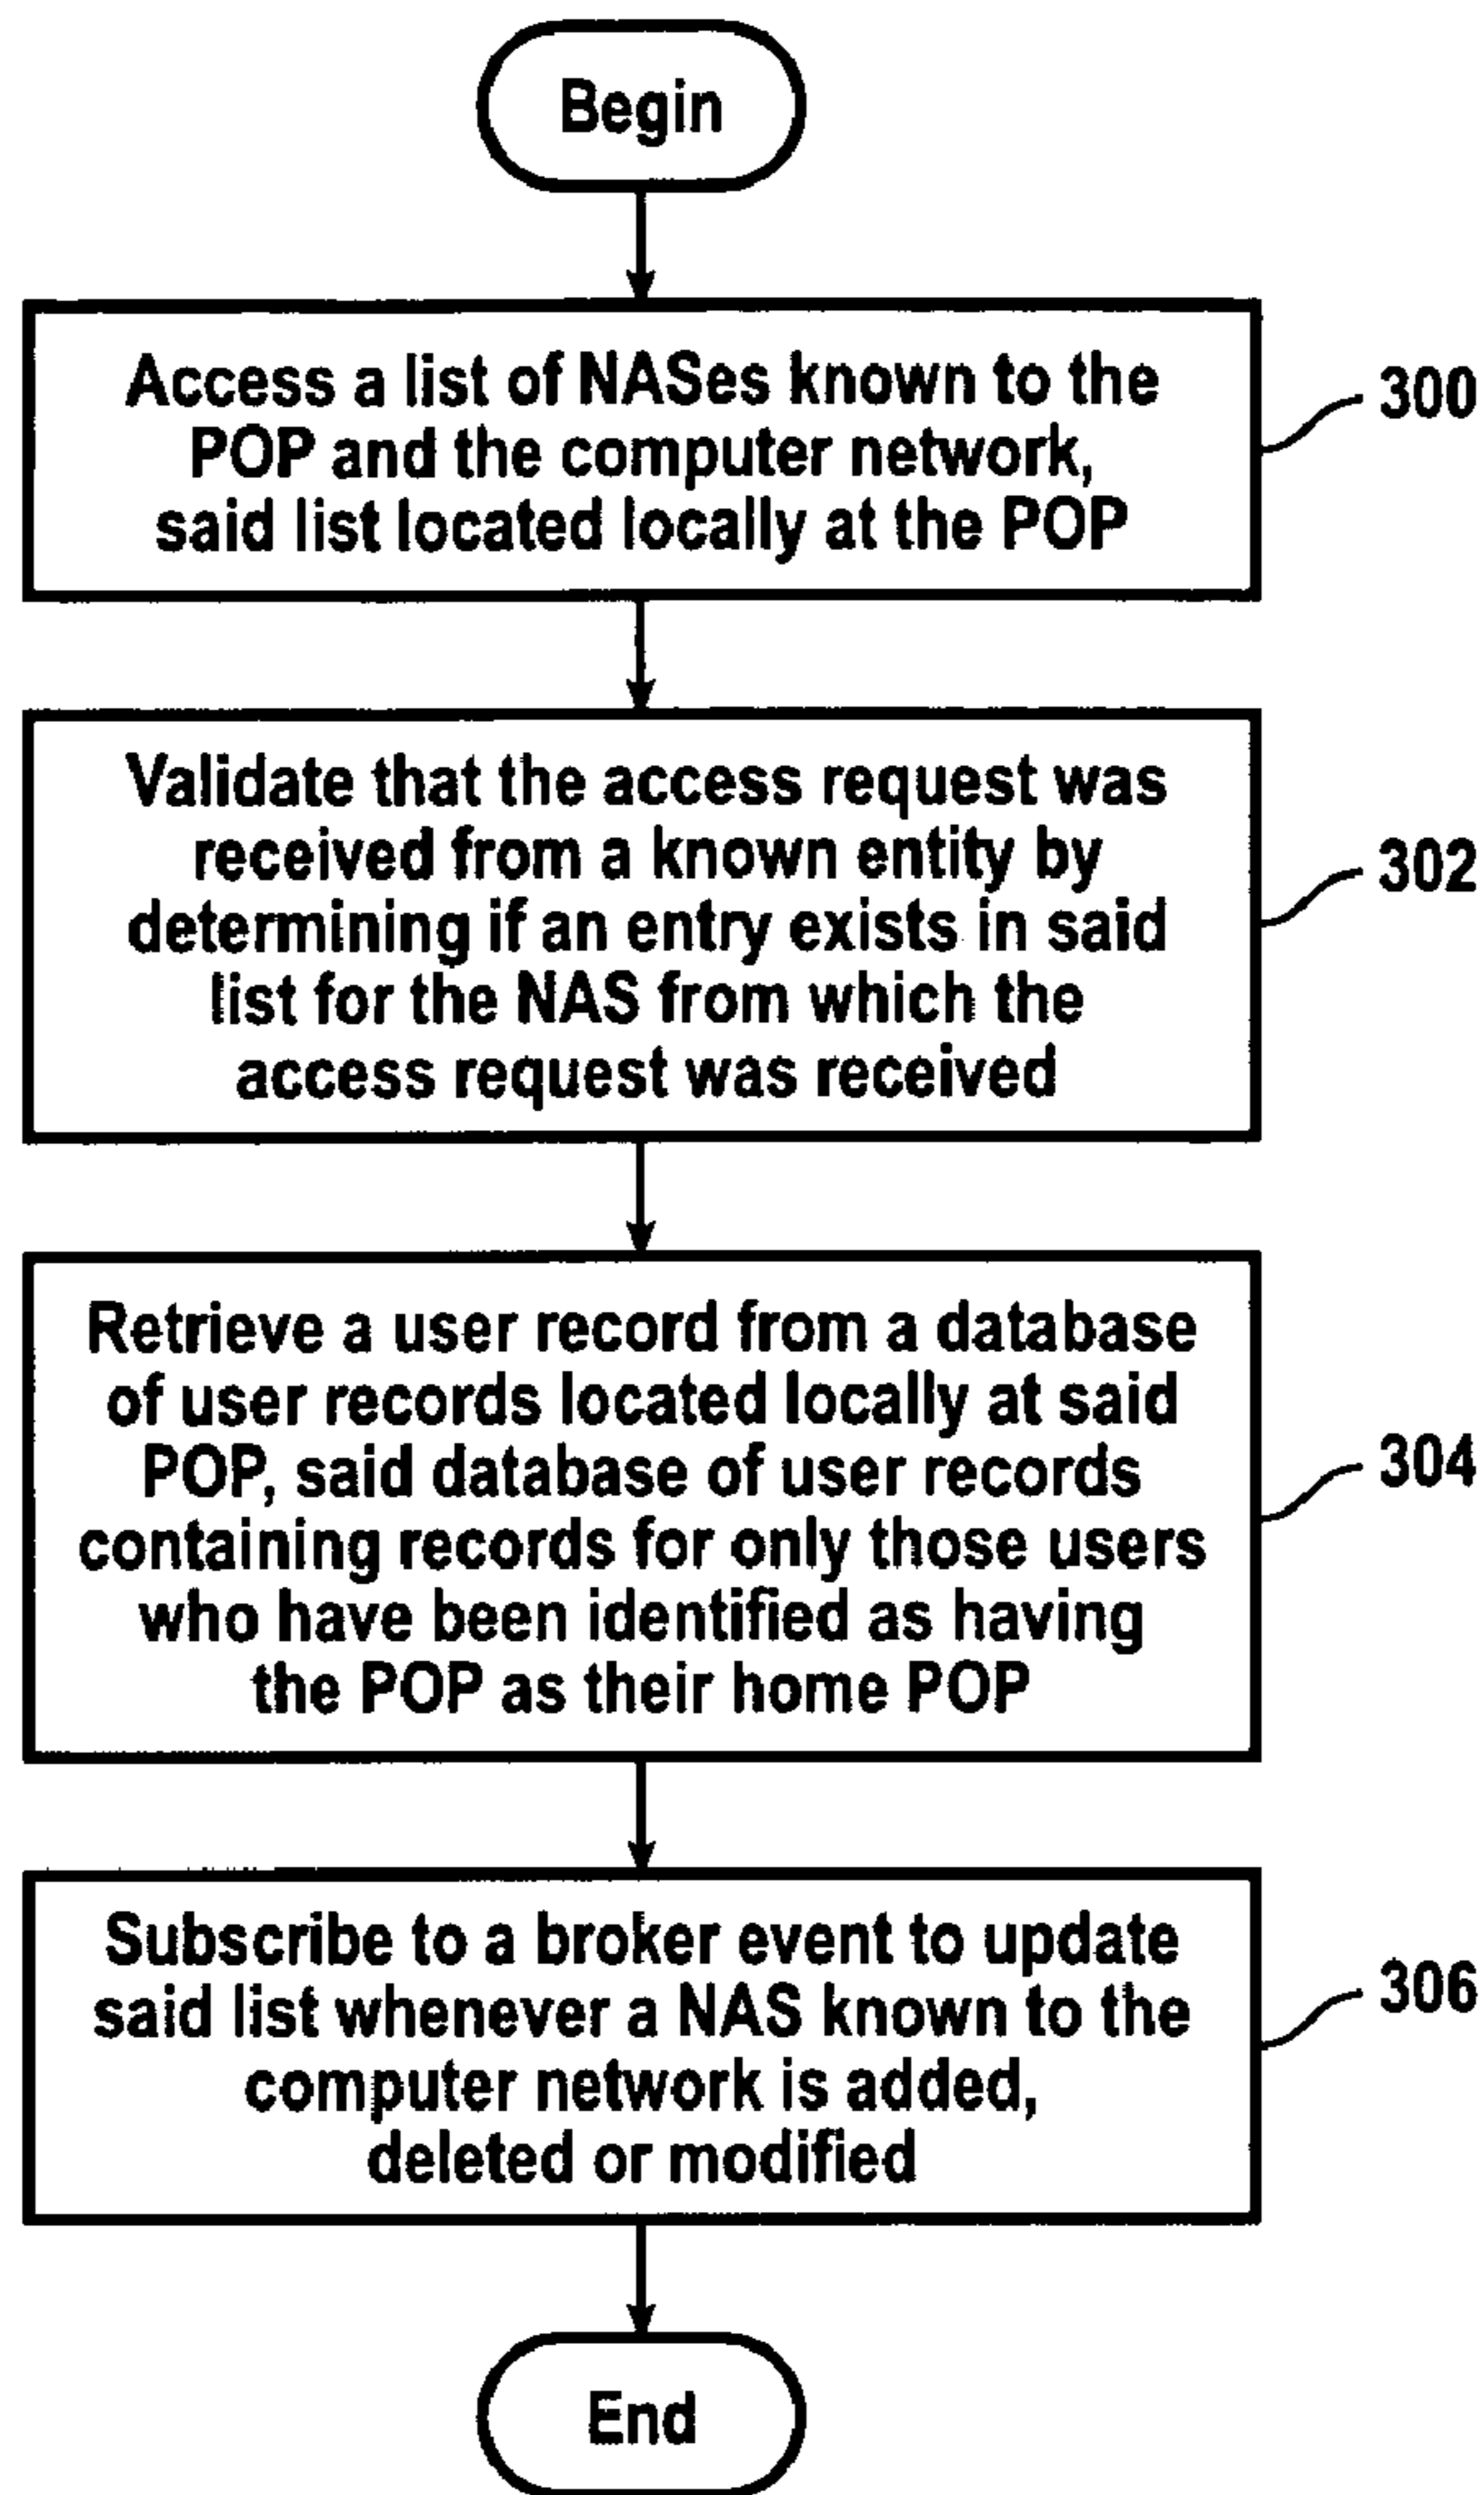 Begin
Access a list of NASes known to the
POP and the computer network,
said list located locally at the POP
300
Validate that the access request was
received from a known entity by
determining if an entry exists in said
list for the NAS from which the
access request was received
302
Retrieve a user record from a database
of user records located locally at said
POP, said database of user records
containing records for only those users
who have been identified as having
the POP as their home POP
304
Subscribe to a broker event to update
said list whenever a NAS known to the
computer network is added,
deleted or modified
306
End